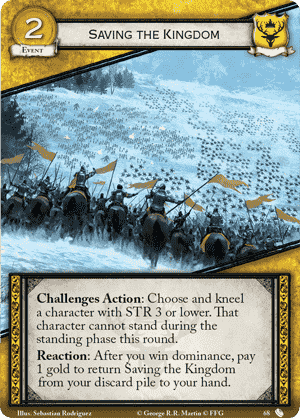 2
EVENT
SAVING THE KINGDOM
Challenges Action: Choose and kneel
a character with STR 3 or lower. That
character cannot stand during the
standing phase this round.
Reaction: After you win dominance, pay
1 gold to return Saving the Kingdom
from your discard pile to your hand.
Illus. Sebastian Rodriguez
© George R.R. Martin © FFG
68